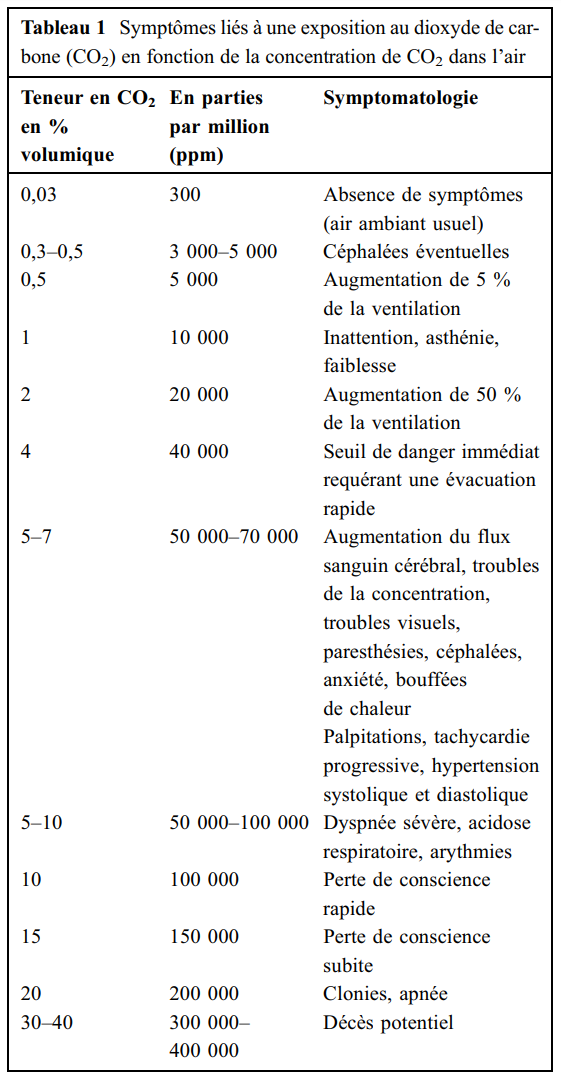 Tableau 1 Symptômes liés à une exposition au dioxyde de car-
bone (CO₂) en fonction de la concentration de CO₂ dans l'air
Teneur en CO₂ En parties Symptomatologie
en % par million
volumique (ppm)
0,03 300 Absence de symptômes
(air ambiant usuel)
0,3–0,5 3 000–5 000 Céphalées éventuelles
0,5 5 000 Augmentation de 5 %
de la ventilation
1 10 000 Inattention, asthénie,
faiblesse
2 20 000 Augmentation de 50 %
de la ventilation
4 40 000 Seuil de danger immédiat
requérant une évacuation
rapide
5–7 50 000–70 000 Augmentation du flux
sanguin cérébral, troubles
de la concentration,
troubles visuels,
paresthésies, céphalées,
anxiété, bouffées
de chaleur
Palpitations, tachycardie
progressive, hypertension
systolique et diastolique
5–10 50 000–100 000 Dyspnée sévère, acidose
respiratoire, arythmies
10 100 000 Perte de conscience
rapide
15 150 000 Perte de conscience
subite
20 200 000 Clonies, apnée
30–40 300 000– Décès potentiel
400 000